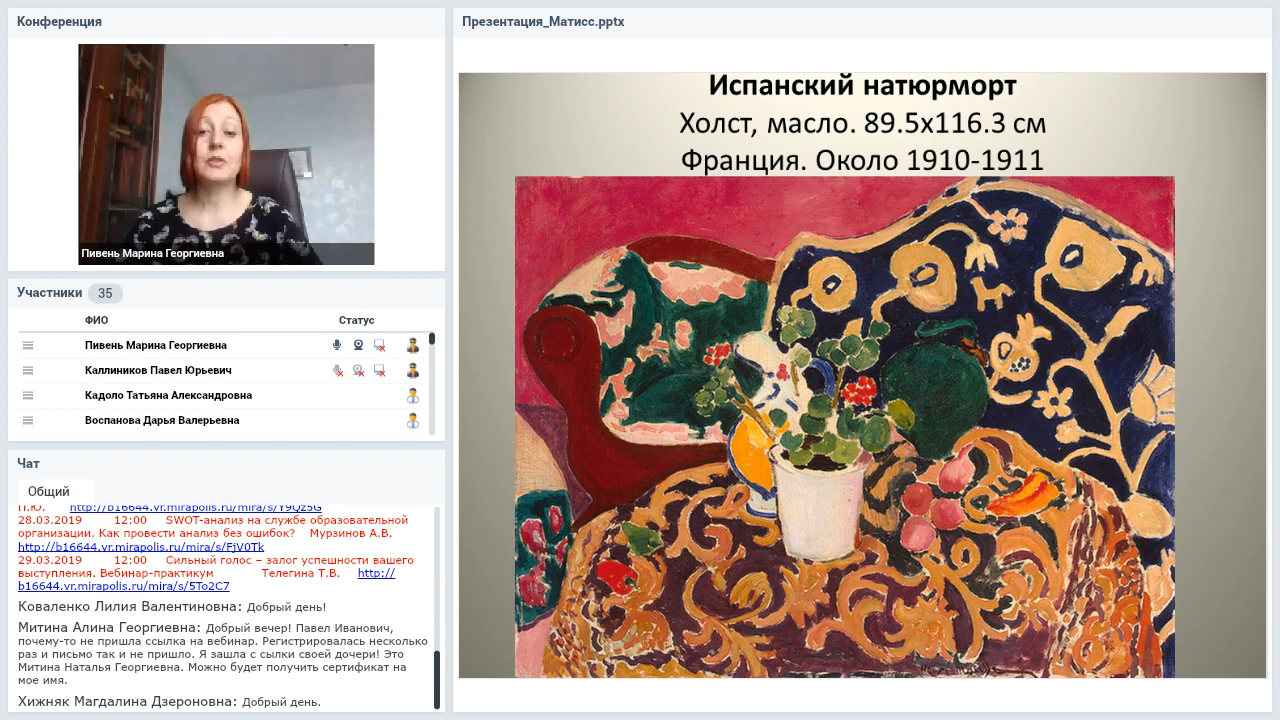 Конференция
Пивень Марина Георгиевна
Участники 35
ФИО Статус
Пивень Марина Георгиевна
Каллиников Павел Юрьевич
Кадоло Татьяна Александровна
Воспанова Дарья Валерьевна
Чат
Общий
П.Ю. http://b16644.vr.mirapolis.ru/mira/s/Y9Qz5G
28.03.2019 12:00 SWOT-анализ на службе образовательной
организации. Как провести анализ без ошибок? Мурзинов А.В.
http://b16644.vr.mirapolis.ru/mira/s/FjV0Tk
29.03.2019 12:00 Сильный голос – залог успешности вашего
выступления. Вебинар-практикум Телегина Т.В. http://
b16644.vr.mirapolis.ru/mira/s/5To2C7
Коваленко Лилия Валентиновна: Добрый день!
Митина Алина Георгиевна: Добрый вечер! Павел Иванович,
почему-то не пришла ссылка на вебинар. Регистрировалась несколько
раз и письмо так и не пришло. Я зашла с сылки своей дочери! Это
Митина Наталья Георгиевна. Можно будет получить сертификат на
мое имя.
Хижняк Магдалина Дзероновна: Добрый день.
Презентация_Матисс.pptx
Испанский натюрморт
Холст, масло. 89.5x116.3 см
Франция. Около 1910-1911